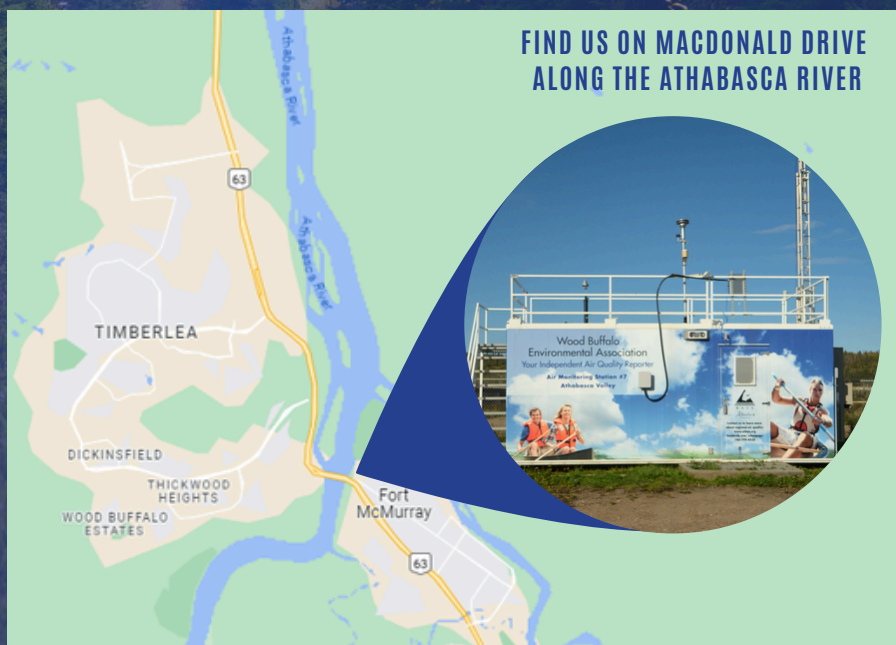 FIND US ON MACDONALD DRIVE
ALONG THE ATHABASCA RIVER
Athabasca River
63
Athabasca River
TIMBERLEA
DICKINSFIELD
THICKWOOD
HEIGHTS
WOOD BUFFALO
ESTATES
Fort
McMurray
63
Wood Buffalo
Environmental Association
Your Independent Air Quality Reporter
Air Monitoring Station #7
Athabasca Valley